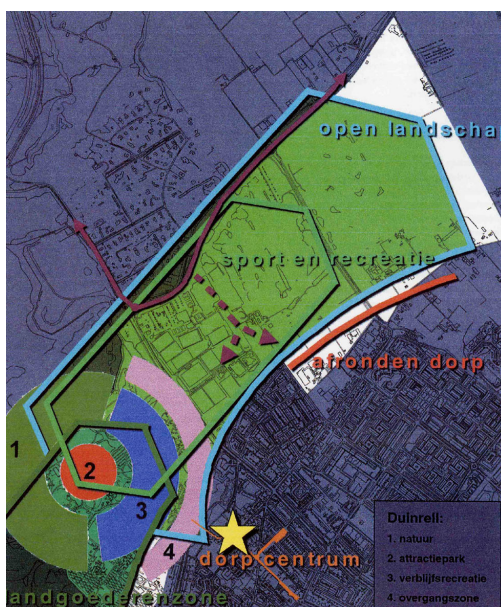 open landscha
sport en recreatie
afronden dorp
1
2
3
4
dorp centrum
andgoederenzone
Duinrell:
1. natuur
2. attractiepark
3. verblijfsrecreatie
4. overgangszone